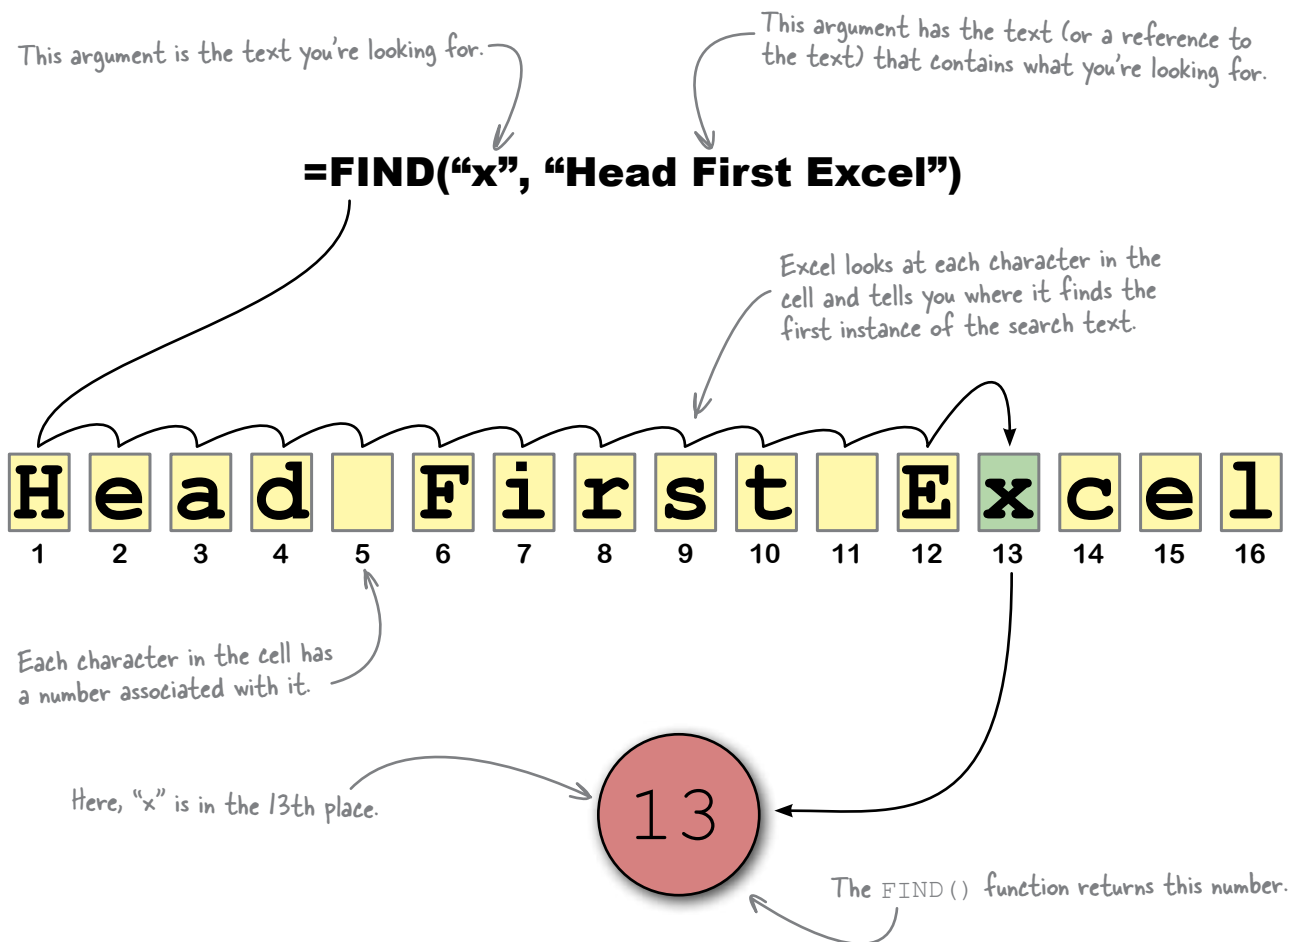 This argument is the text you're looking for.
This argument has the text (or a reference to
the text) that contains what you're looking for.
=FIND(“x”, “Head First Excel”)
Excel looks at each character in the
cell and tells you where it finds the
first instance of the search text.
Head First Excel
1 2 3 4 5 6 7 8 9 10 11 12 13 14 15 16
Each character in the cell has
a number associated with it.
Here, “x” is in the 13th place.
13
The FIND() function returns this number.